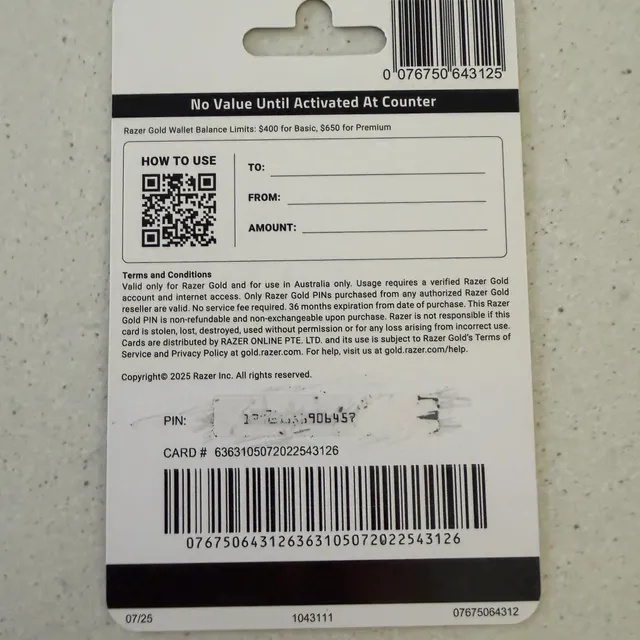 0 076750 643125
No Value Until Activated At Counter
Razer Gold Wallet Balance Limits: $400 for Basic, $650 for Premium
HOW TO USE
TO:
FROM:
AMOUNT:
Terms and Conditions
Valid only for Razer Gold and for use in Australia only. Usage requires a verified Razer Gold
account and internet access. Only Razer Gold PINs purchased from any authorized Razer Gold
reseller are valid. No service fee required. 36 months expiration from date of purchase. This Razer
Gold PIN is non-refundable and non-exchangeable upon purchase. Razer is not responsible if this
card is stolen, lost, destroyed, used without permission or for any loss arising from incorrect use.
Cards are distributed by RAZER ONLINE PTE. LTD. and its use is subject to Razer Gold's Terms of
Service and Privacy Policy at gold.razer.com. For help, visit us at gold.razer.com/help.
Copyright© 2025 Razer Inc. All rights reserved.
PIN:
CARD # 6363105072022543126
076750643126363105072022543126
07/25
1043111
07675064312